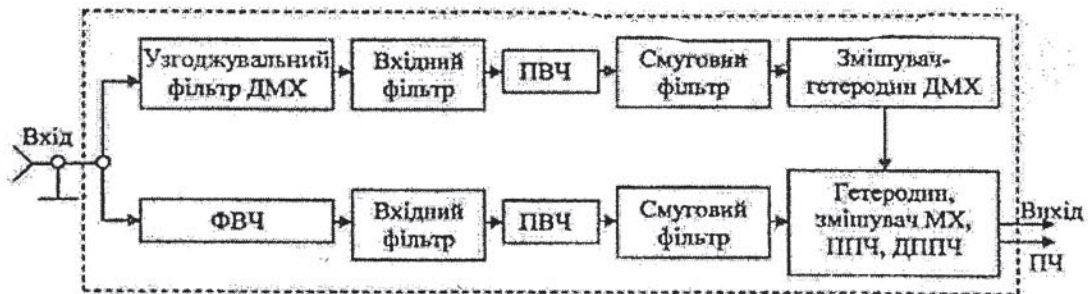 Узгоджувальний
фільтр ДМХ
Вхідний
фільтр
ПВЧ
Смуговий
фільтр
Змішувач-
гетеродин ДМХ
Вхід
ФВЧ
Вхідний
фільтр
ПВЧ
Смуговий
фільтр
Гетеродин,
змішувач МХ,
ППЧ, ДППЧ
Вихід
ПЧ